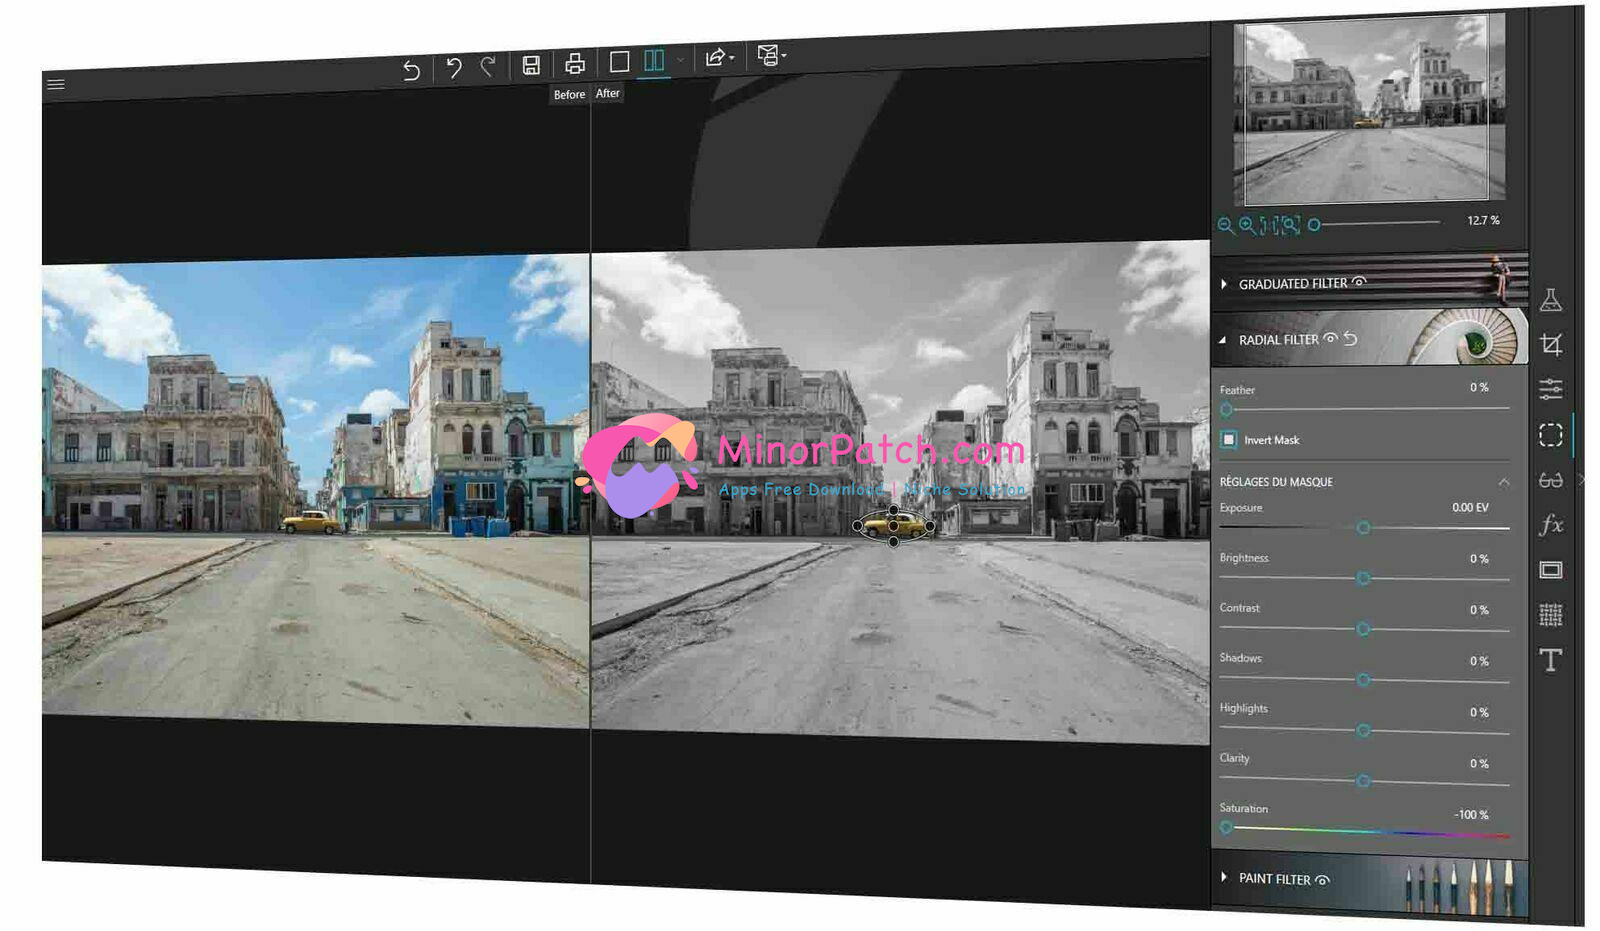 Before After
12.7 %
GRADUATED FILTER
RADIAL FILTER
Feather 0 %
Invert Mask
RÉGLAGES DU MASQUE
Exposure 0.00 EV
Brightness 0 %
Contrast 0 %
Shadows 0 %
Highlights 0 %
Clarity 0 %
Saturation -100 %
PAINT FILTER
fx
T
MinorPatch.com
Apps Free Download | Niche Solution